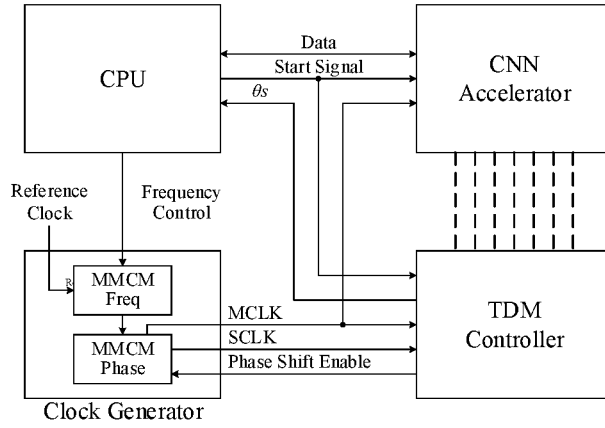 CPU
Data
Start Signal
θs
CNN
Accelerator
Reference
Clock
Frequency
Control
MMCM
Freq
MMCM
Phase
MCLK
SCLK
Phase Shift Enable
TDM
Controller
Clock Generator